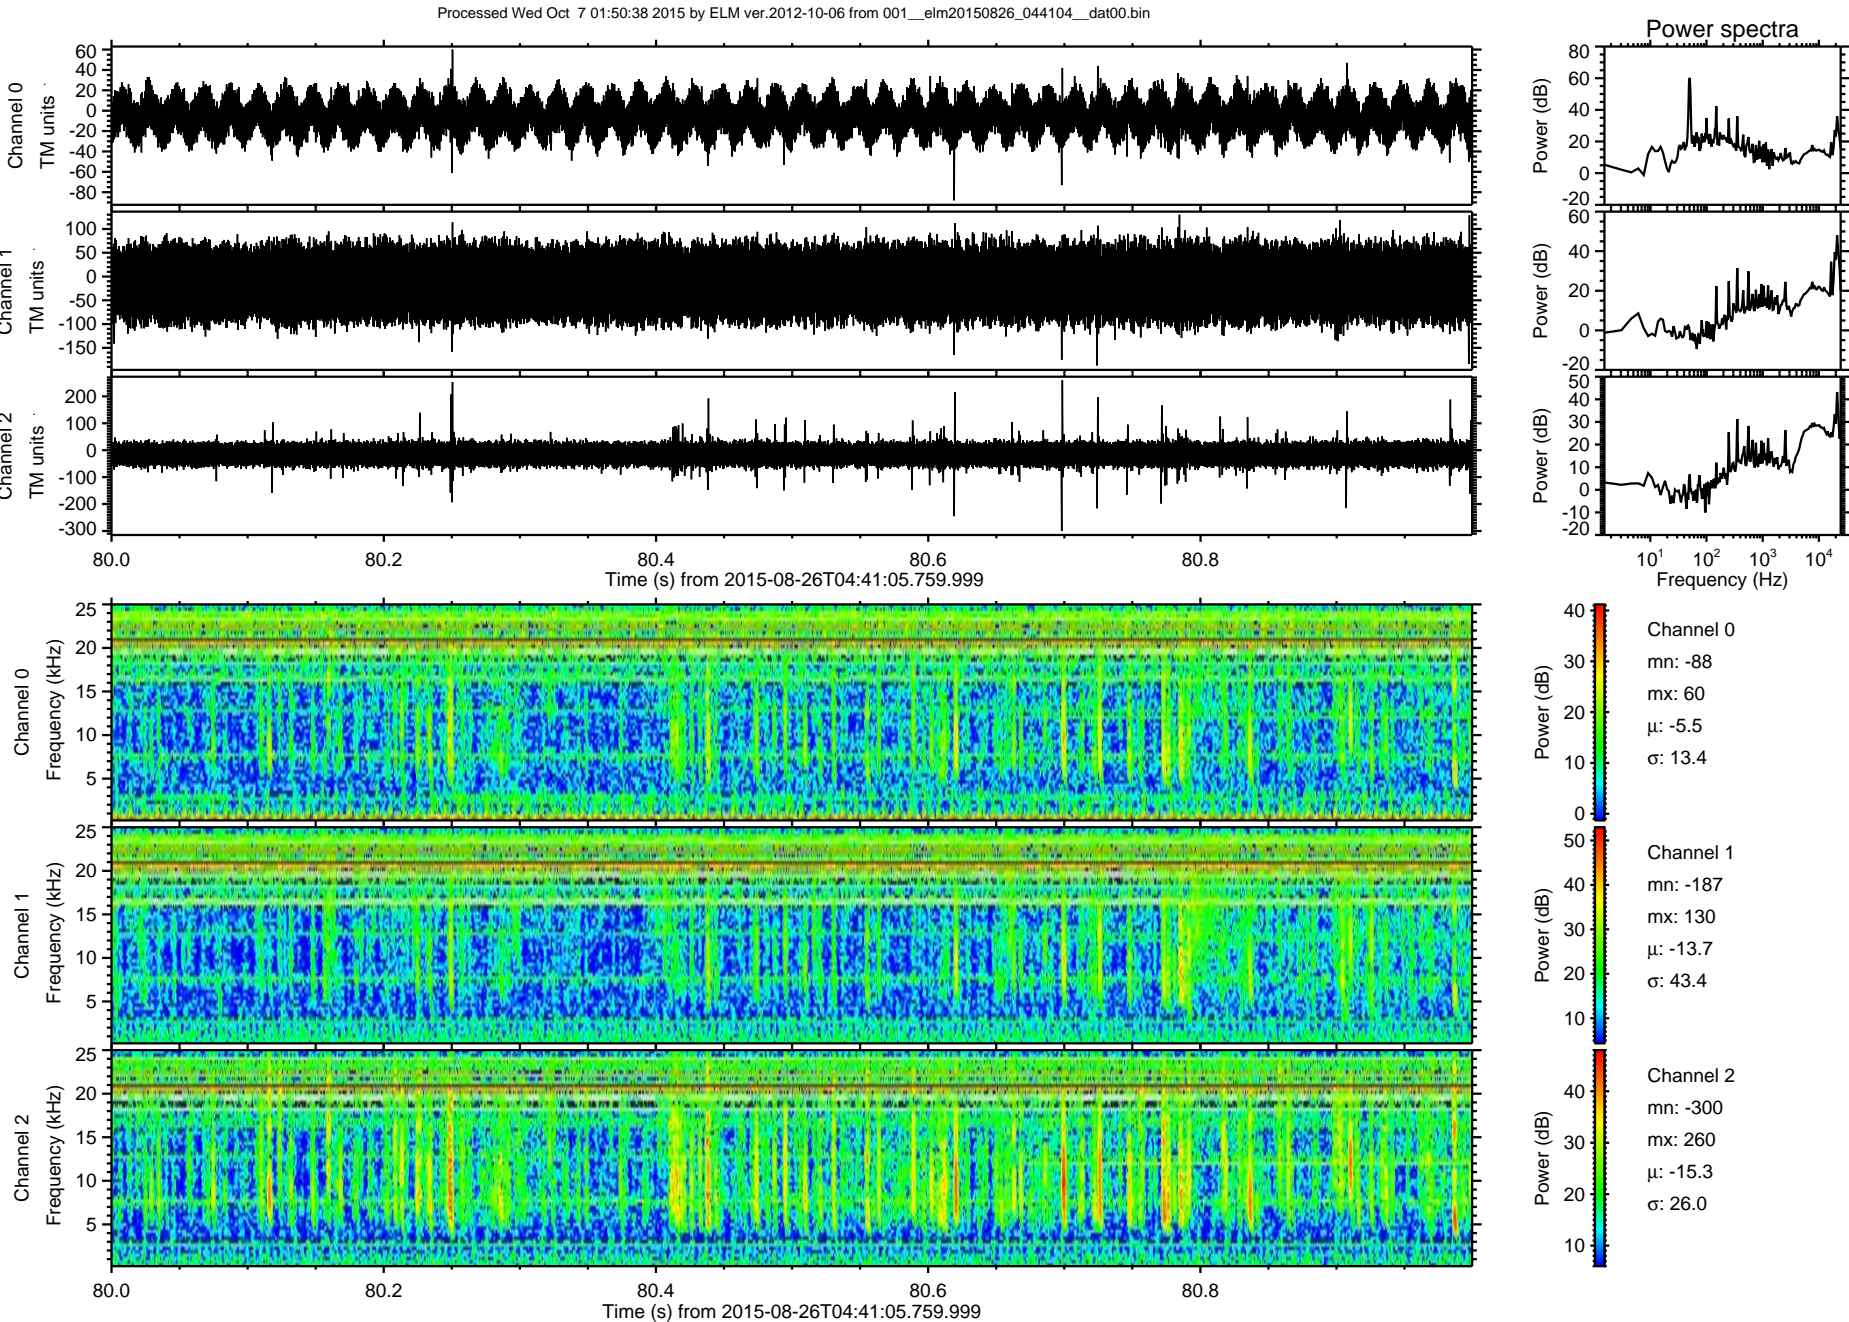 Processed Wed Oct  7 01:50:38 2015 by ELM ver.2012-10-06 from 001__elm20150826_044104__dat00.bin
Power spectra
Channel 0
TM units
60
40
20
0
-20
-40
-60
-80
Power (dB)
80
60
40
20
0
-20
Channel 1
TM units
100
50
0
-50
-100
-150
Power (dB)
60
40
20
0
-20
Channel 2
TM units
200
100
0
-100
-200
-300
Power (dB)
50
40
30
20
10
0
-10
-20
80.0 80.2 80.4 80.6 80.8
Time (s) from 2015-08-26T04:41:05.759.999
10¹ 10² 10³ 10⁴
Frequency (Hz)
Channel 0
Frequency (kHz)
25
20
15
10
5
Power (dB)
40
30
20
10
0
Channel 0
mn: -88
mx: 60
μ: -5.5
σ: 13.4
Channel 1
Frequency (kHz)
25
20
15
10
5
Power (dB)
50
40
30
20
10
Channel 1
mn: -187
mx: 130
μ: -13.7
σ: 43.4
Channel 2
Frequency (kHz)
25
20
15
10
5
Power (dB)
40
30
20
10
Channel 2
mn: -300
mx: 260
μ: -15.3
σ: 26.0
80.0 80.2 80.4 80.6 80.8
Time (s) from 2015-08-26T04:41:05.759.999